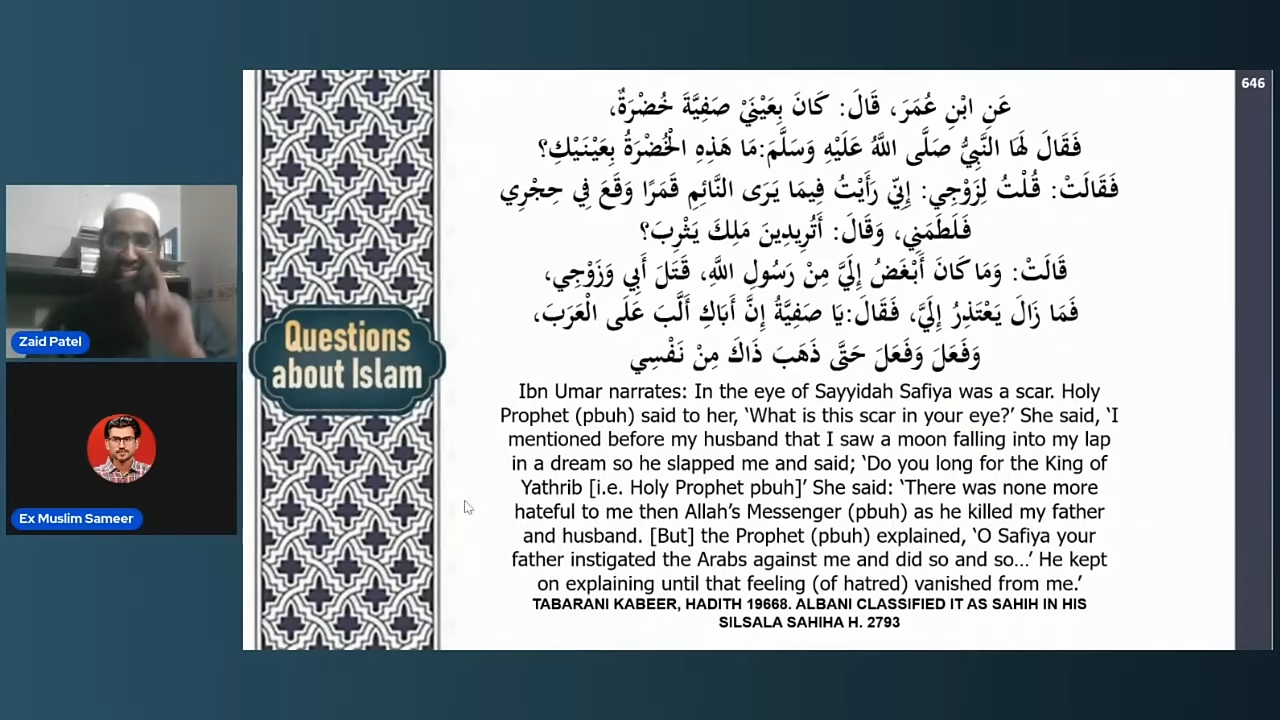 646
عَنِ ابْنِ عُمَرَ، قَالَ: كَانَ بِعَيْنَيْ صَفِيَّةَ خُضْرَةٌ،
فَقَالَ لَهَا النَّبِيُّ صَلَّى اللَّهُ عَلَيْهِ وَسَلَّمَ:مَا هَذِهِ الْخُضْرَةُ بِعَيْنَيْكِ؟
فَقَالَتْ: قُلْتُ لِزَوْجِي: إِنِّي رَأَيْتُ فِيمَا يَرَى النَّائِمِ قَمَرًا وَقَعَ فِي حِجْرِي
فَلَطَمَنِي، وَقَالَ: أَتُرِيدِينَ مَلِكَ يَثْرِبَ؟
قَالَتْ: وَمَا كَانَ أَبْغَضُ إِلَيَّ مِنْ رَسُولِ اللَّهِ، قَتَلَ أَبِي وَزَوْجِي،
فَمَا زَالَ يَعْتَذِرُ إِلَيَّ، فَقَالَ:يَا صَفِيَّةُ إِنَّ أَبَاكِ أَلَّبَ عَلَى الْعَرَبَ،
وَفَعَلَ وَفَعَلَ حَتَّى ذَهَبَ ذَاكَ مِنْ نَفْسِي
Ibn Umar narrates: In the eye of Sayyidah Safiya was a scar. Holy
Prophet (pbuh) said to her, ‘What is this scar in your eye?’ She said, ‘I
mentioned before my husband that I saw a moon falling into my lap
in a dream so he slapped me and said; ‘Do you long for the King of
Yathrib [i.e. Holy Prophet pbuh]’ She said: ‘There was none more
hateful to me then Allah’s Messenger (pbuh) as he killed my father
and husband. [But] the Prophet (pbuh) explained, ‘O Safiya your
father instigated the Arabs against me and did so and so…’ He kept
on explaining until that feeling (of hatred) vanished from me.’
TABARANI KABEER, HADITH 19668. ALBANI CLASSIFIED IT AS SAHIH IN HIS
SILSALA SAHIHA H. 2793
Questions
about Islam
Zaid Patel
Ex Muslim Sameer